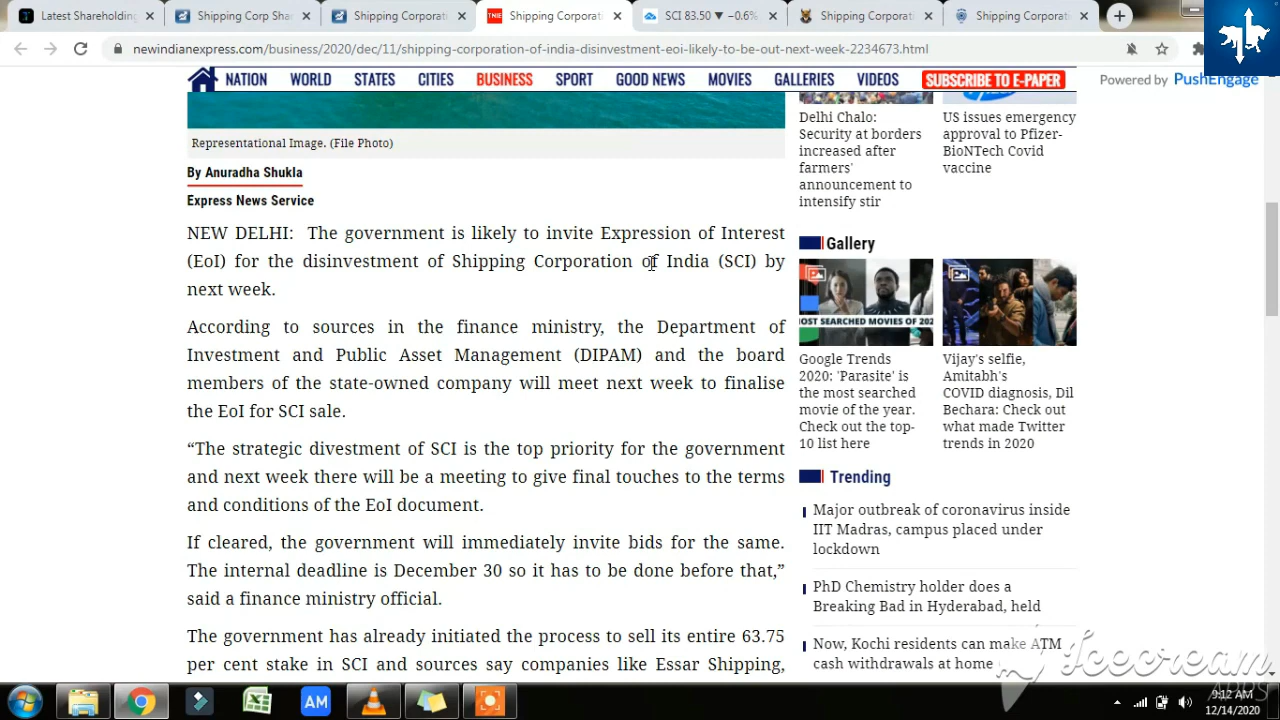 Latest Shareholding
Shipping Corp Sha
Shipping Corporati
Shipping Corporat
SCI 83.50 ▼ −0.6%
Shipping Corporati
Shipping Corporat
newindianexpress.com/business/2020/dec/11/shipping-corporation-of-india-disinvestment-eoi-likely-to-be-out-next-week-2234673.html
NATION WORLD STATES CITIES BUSINESS SPORT GOOD NEWS MOVIES GALLERIES VIDEOS SUBSCRIBE TO E-PAPER
Powered by PushEngage
Representational Image. (File Photo)
By Anuradha Shukla
Express News Service
NEW DELHI: The government is likely to invite Expression of Interest
(EoI) for the disinvestment of Shipping Corporation of India (SCI) by
next week.
According to sources in the finance ministry, the Department of
Investment and Public Asset Management (DIPAM) and the board
members of the state-owned company will meet next week to finalise
the EoI for SCI sale.
“The strategic divestment of SCI is the top priority for the government
and next week there will be a meeting to give final touches to the terms
and conditions of the EoI document.
If cleared, the government will immediately invite bids for the same.
The internal deadline is December 30 so it has to be done before that,”
said a finance ministry official.
The government has already initiated the process to sell its entire 63.75
per cent stake in SCI and sources say companies like Essar Shipping,
Delhi Chalo:
Security at borders
increased after
farmers'
announcement to
intensify stir
US issues emergency
approval to Pfizer-
BioNTech Covid
vaccine
Gallery
MOST SEARCHED MOVIES OF 202
Google Trends
2020: 'Parasite' is
the most searched
movie of the year.
Check out the top-
10 list here
Vijay's selfie,
Amitabh's
COVID diagnosis, Dil
Bechara: Check out
what made Twitter
trends in 2020
Trending
Major outbreak of coronavirus inside
IIT Madras, campus placed under
lockdown
PhD Chemistry holder does a
Breaking Bad in Hyderabad, held
Now, Kochi residents can make ATM
cash withdrawals at home
Icecream
APPS
AM
9:12 AM
12/14/2020